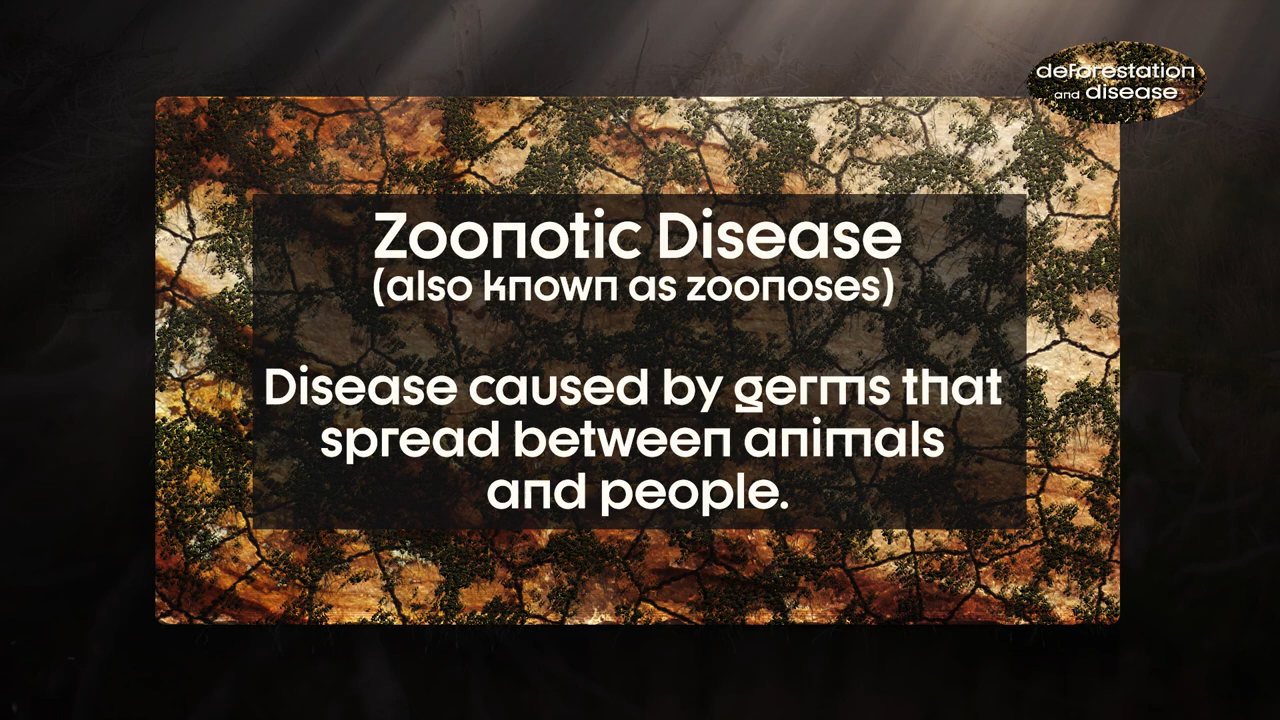 deforestation
and disease
Zoonotic Disease
(also known as zoonoses)
Disease caused by germs that
spread between animals
and people.